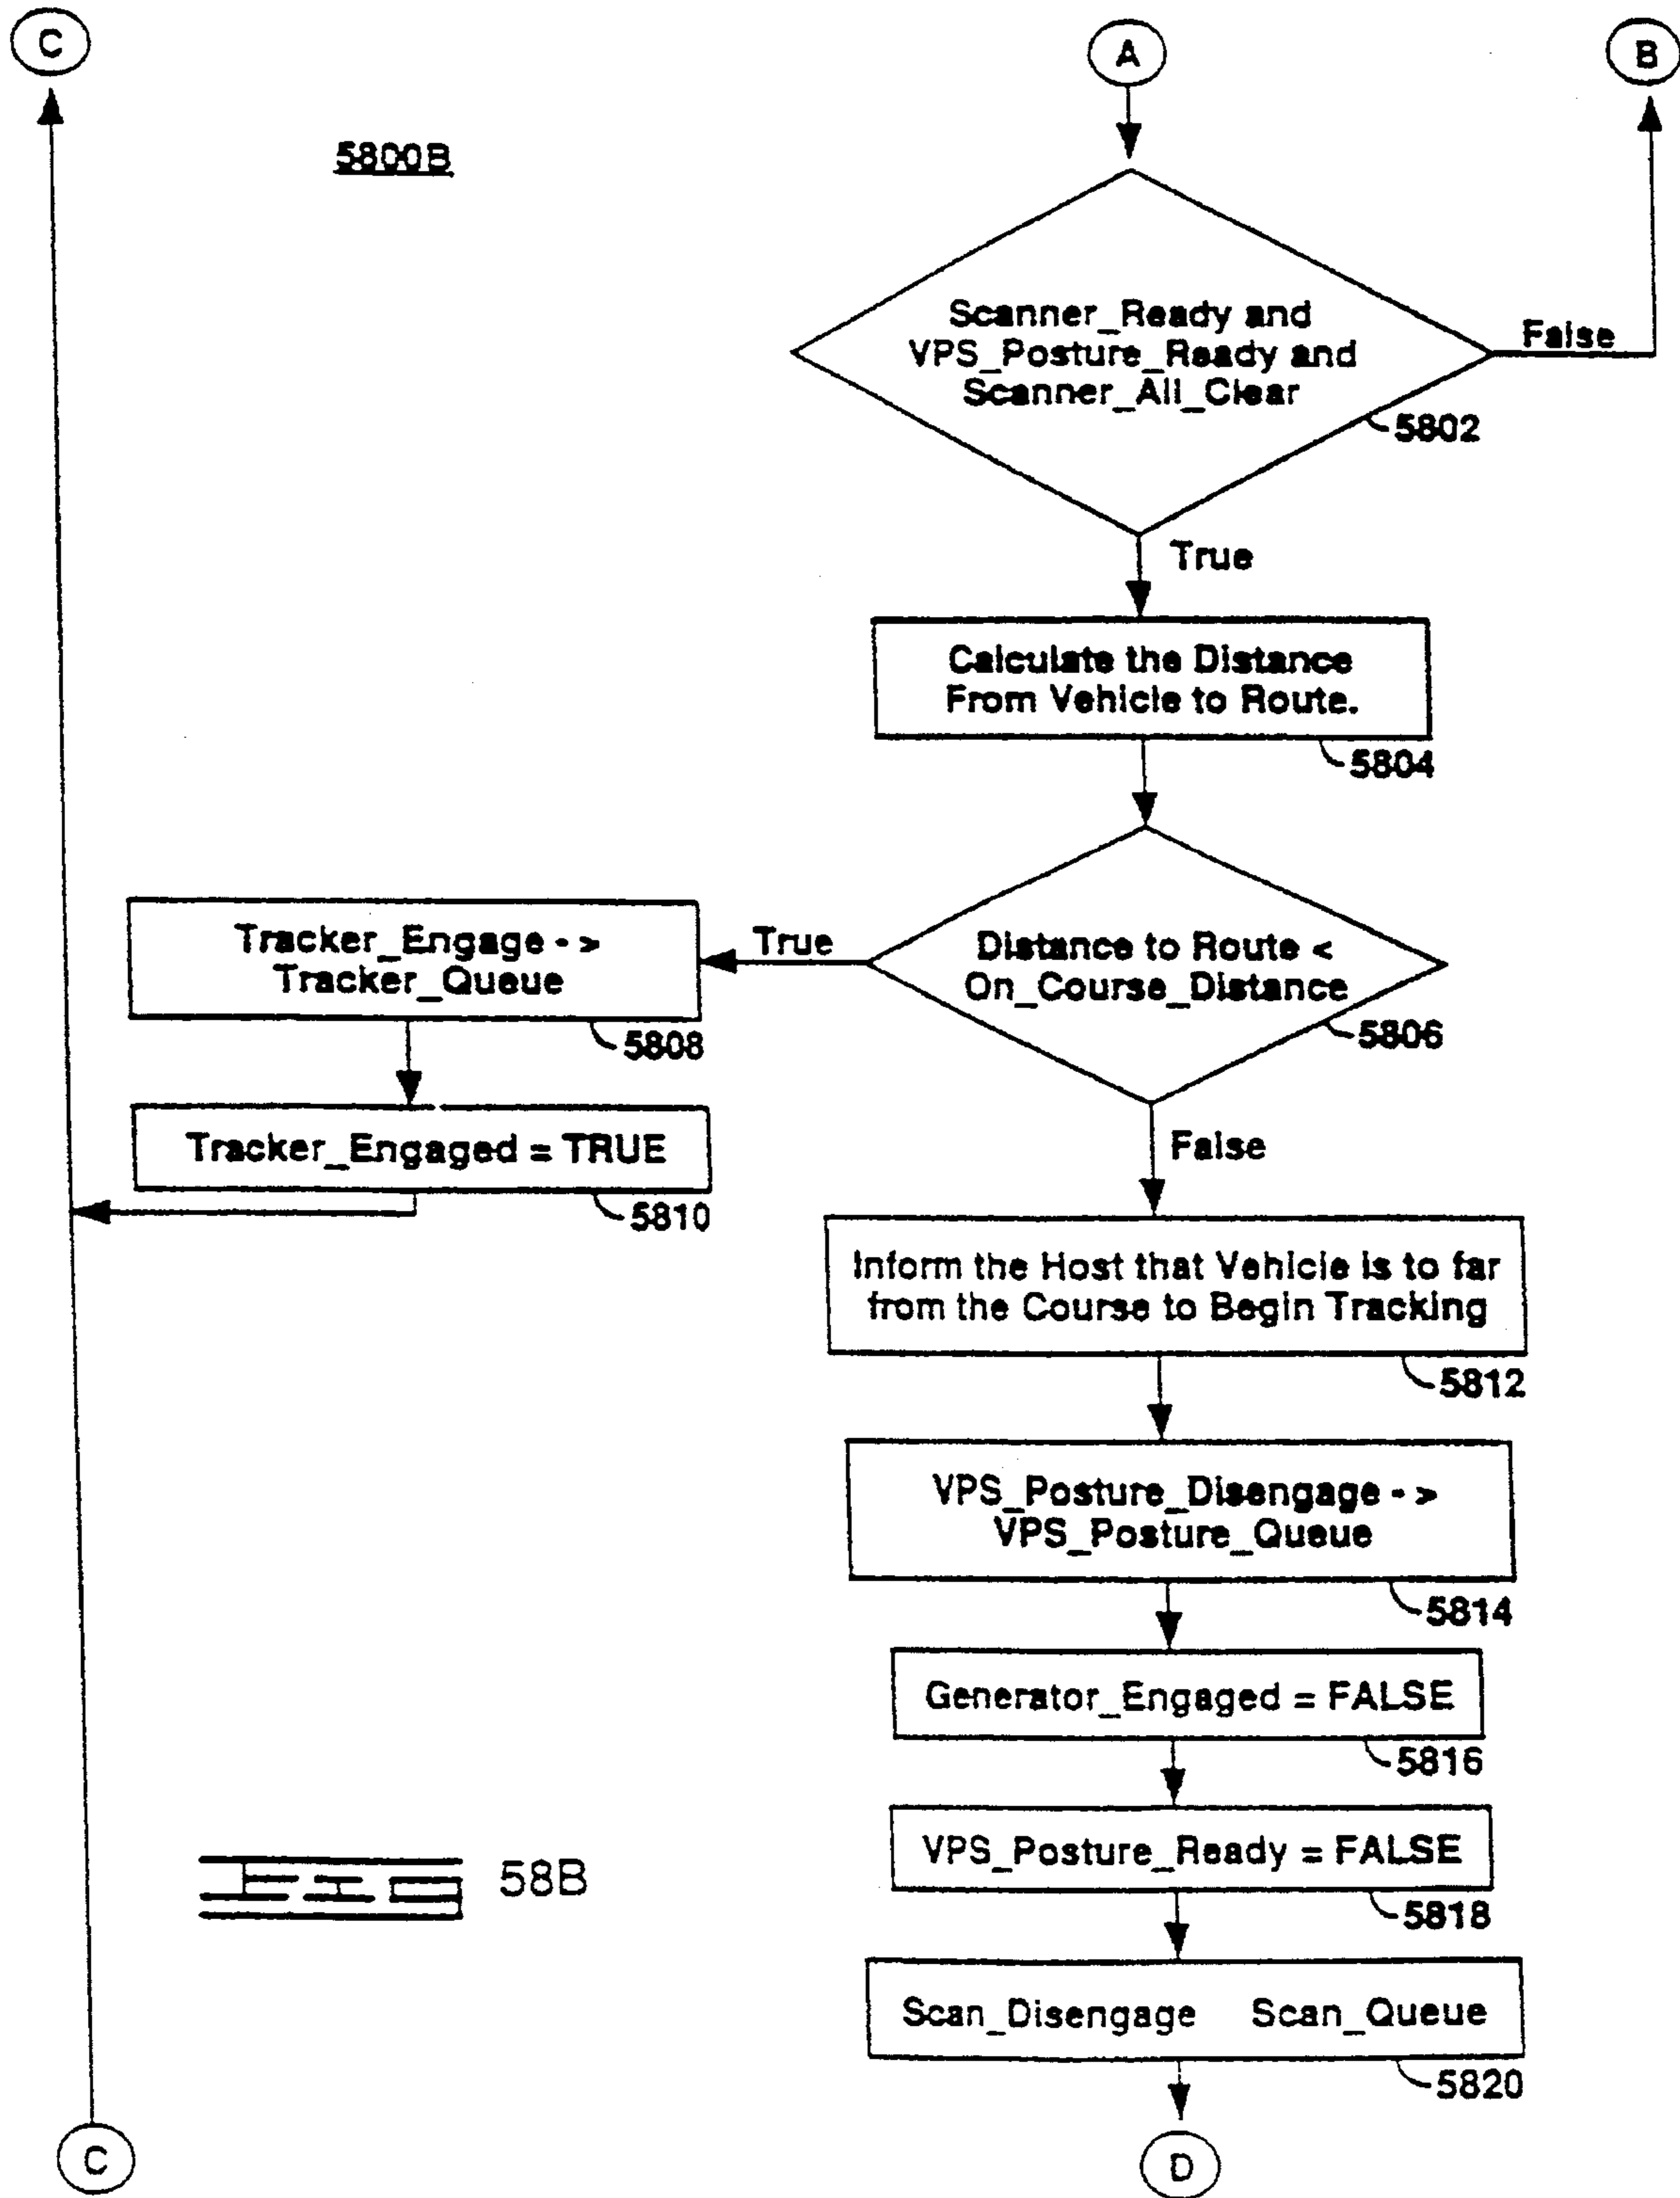 C
A
B
5800B
Scanner_Ready and
VPS_Posture_Ready and
Scanner_All_Clear
False
5802
True
Calculate the Distance
From Vehicle to Route.
5804
Distance to Route <
On_Course_Distance
5806
True
Tracker_Engage - >
Tracker_Queue
5808
Tracker_Engaged = TRUE
5810
False
Inform the Host that Vehicle is to far
from the Course to Begin Tracking
5812
VPS_Posture_Disengage - >
VPS_Posture_Queue
5814
Generator_Engaged = FALSE
5816
VPS_Posture_Ready = FALSE
5818
58B
Scan_Disengage Scan_Queue
5820
C
D